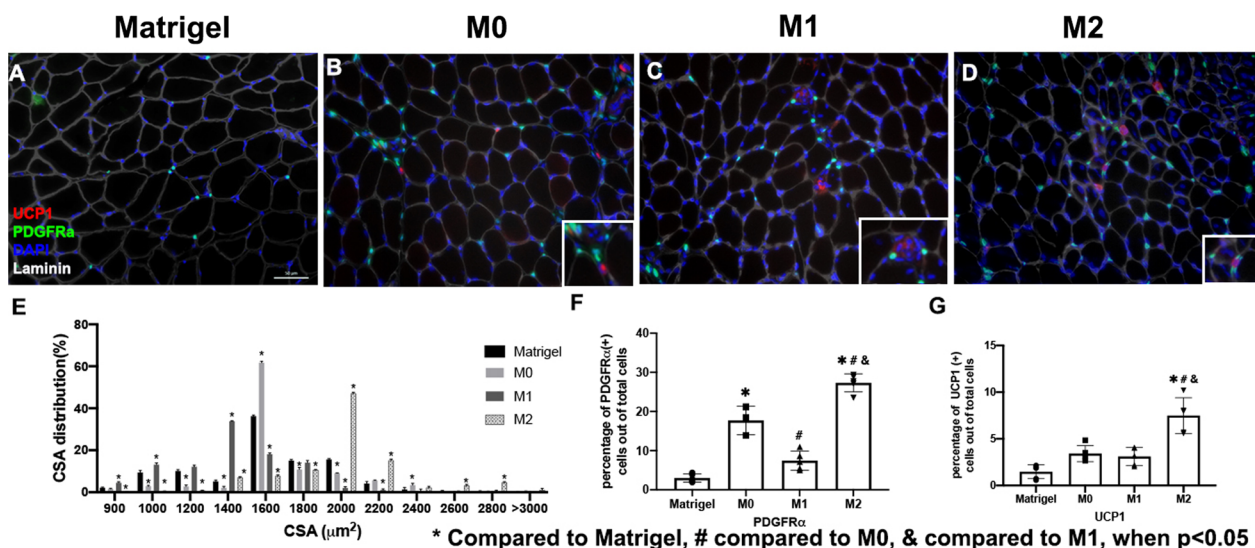 Matrigel M0 M1 M2
A B C D
UCP1
PDGFRa
DAPI
Laminin
50 µm
E F G
CSA distribution(%)
80
60
40
20
0
* * * * * * * * * * * * * * * * * * * * * * * * *
Matrigel
M0
M1
M2
900 1000 1200 1400 1600 1800 2000 2200 2400 2600 2800 >3000
CSA (μm²)
percentage of PDGFRα(+)
cells out of total cells
40
30
20
10
0
* # * # &
Matrigel M0 M1 M2
PDGFRα
percentage of UCP1 (+)
cells out of total cells
15
10
5
0
* # &
Matrigel M0 M1 M2
UCP1
* Compared to Matrigel, # compared to M0, & compared to M1, when p<0.05